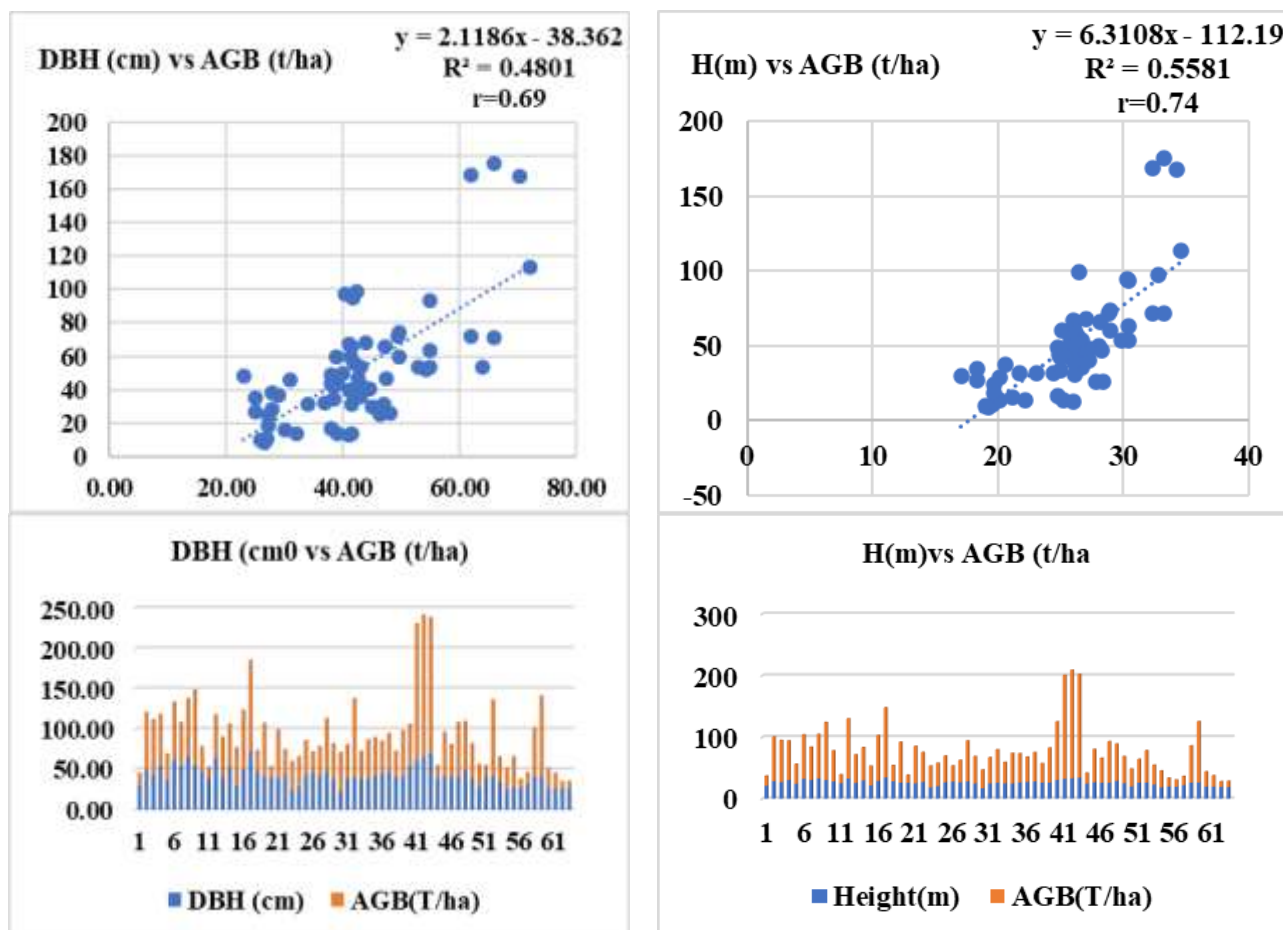 y = 2.1186x - 38.362
DBH (cm) vs AGB (t/ha)
R² = 0.4801
r=0.69
200
180
160
140
120
100
80
60
40
20
0
0.00 20.00 40.00 60.00 80.00
y = 6.3108x - 112.19
H(m) vs AGB (t/ha)
R² = 0.5581
r=0.74
200
150
100
50
0
-50
0 10 20 30 40
DBH (cm0 vs AGB (t/ha)
250.00
200.00
150.00
100.00
50.00
0.00
1 6 11 16 21 26 31 36 41 46 51 56 61
DBH (cm) AGB(T/ha)
H(m)vs AGB (t/ha
300
200
100
0
1 6 11 16 21 26 31 36 41 46 51 56 61
Height(m) AGB(T/ha)